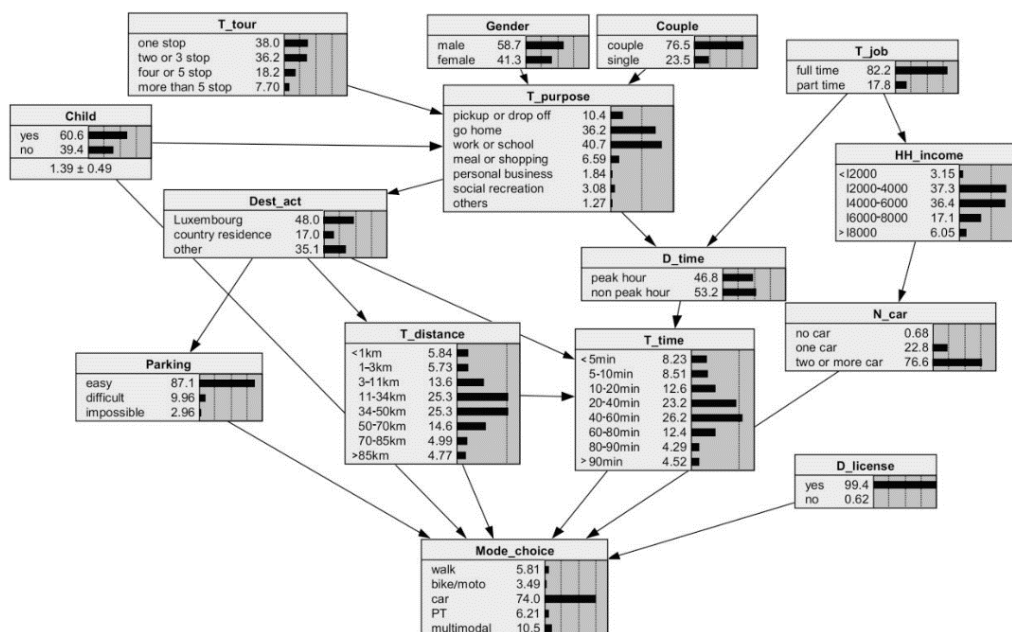 T_tour
one stop 38.0
two or 3 stop 36.2
four or 5 stop 18.2
more than 5 stop 7.70
Gender
male 58.7
female 41.3
Couple
couple 76.5
single 23.5
T_job
full time 82.2
part time 17.8
Child
yes 60.6
no 39.4
1.39 ± 0.49
T_purpose
pickup or drop off 10.4
go home 36.2
work or school 40.7
meal or shopping 6.59
personal business 1.84
social recreation 3.08
others 1.27
HH_income
<I2000 3.15
I2000-4000 37.3
I4000-6000 36.4
I6000-8000 17.1
>I8000 6.05
Dest_act
Luxembourg 48.0
country residence 17.0
other 35.1
D_time
peak hour 46.8
non peak hour 53.2
N_car
no car 0.68
one car 22.8
two or more car 76.6
T_distance
<1km 5.84
1-3km 5.73
3-11km 13.6
11-34km 25.3
34-50km 25.3
50-70km 14.6
70-85km 4.99
>85km 4.77
T_time
<5min 8.23
5-10min 8.51
10-20min 12.6
20-40min 23.2
40-60min 26.2
60-80min 12.4
80-90min 4.29
>90min 4.52
Parking
easy 87.1
difficult 9.96
impossible 2.96
D_license
yes 99.4
no 0.62
Mode_choice
walk 5.81
bike/moto 3.49
car 74.0
PT 6.21
multimodal 10.5